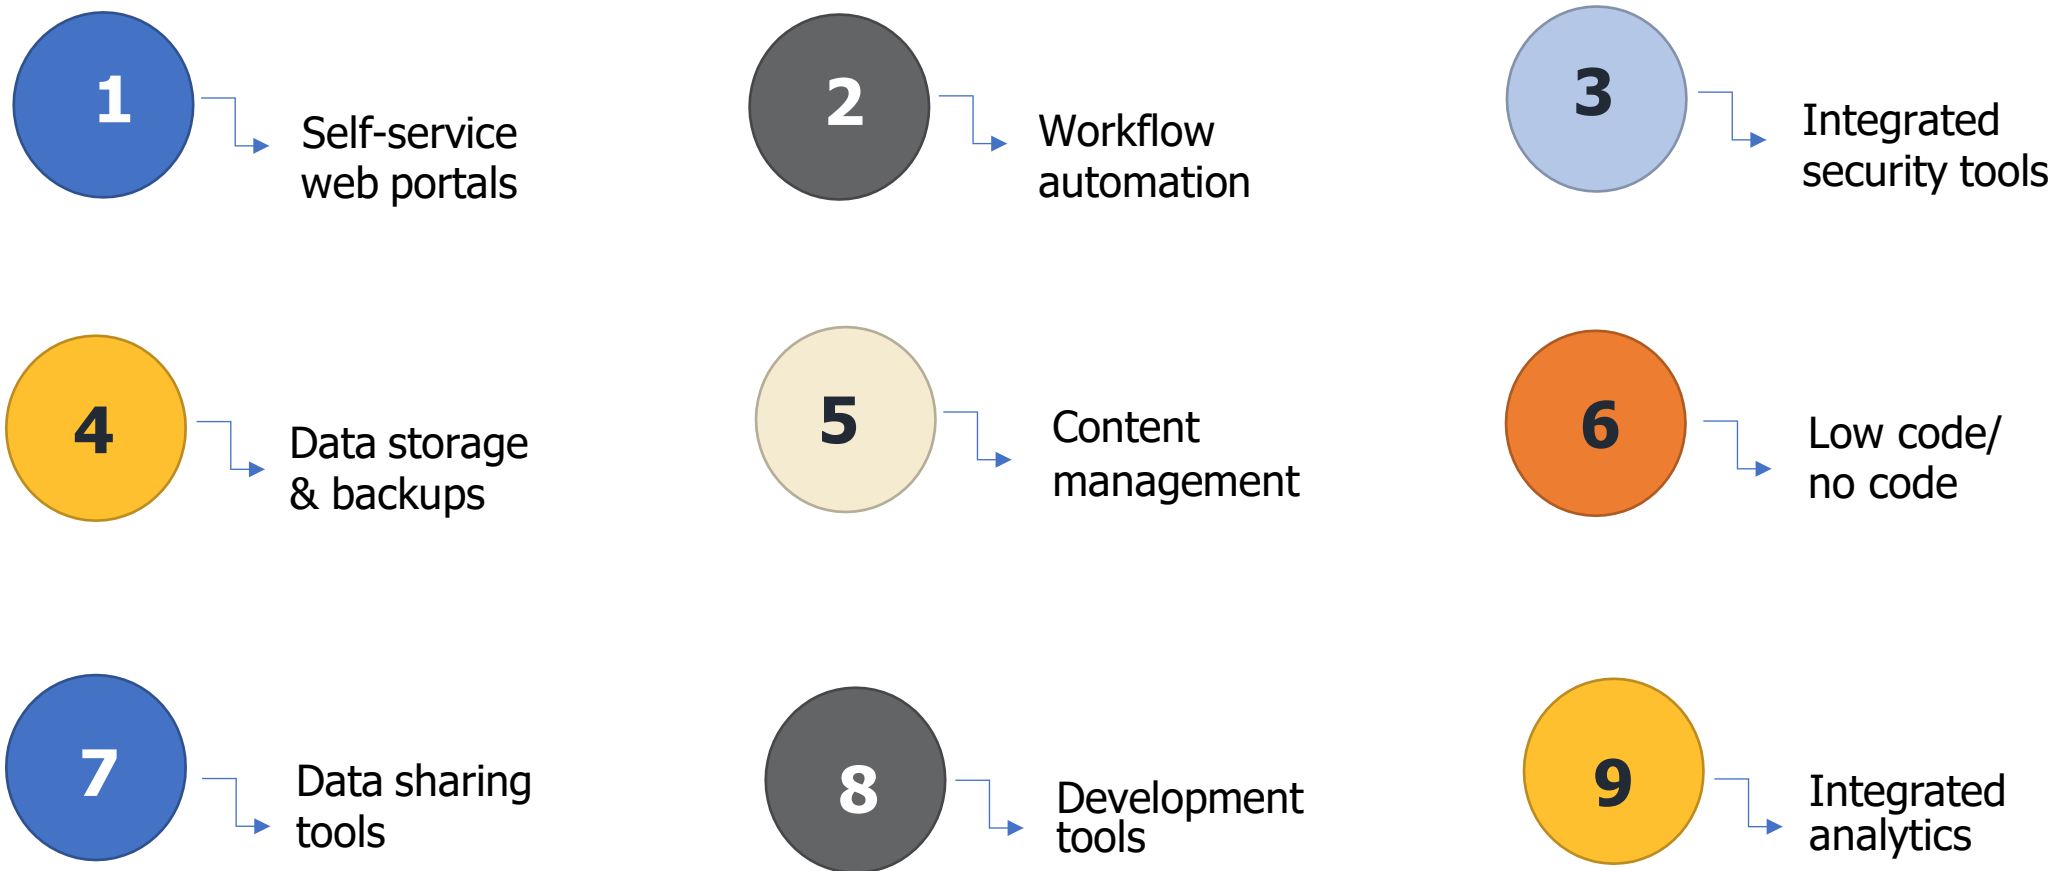 1
Self-service
web portals
2
Workflow
automation
3
Integrated
security tools
4
Data storage
& backups
5
Content
management
6
Low code/
no code
7
Data sharing
tools
8
Development
tools
9
Integrated
analytics